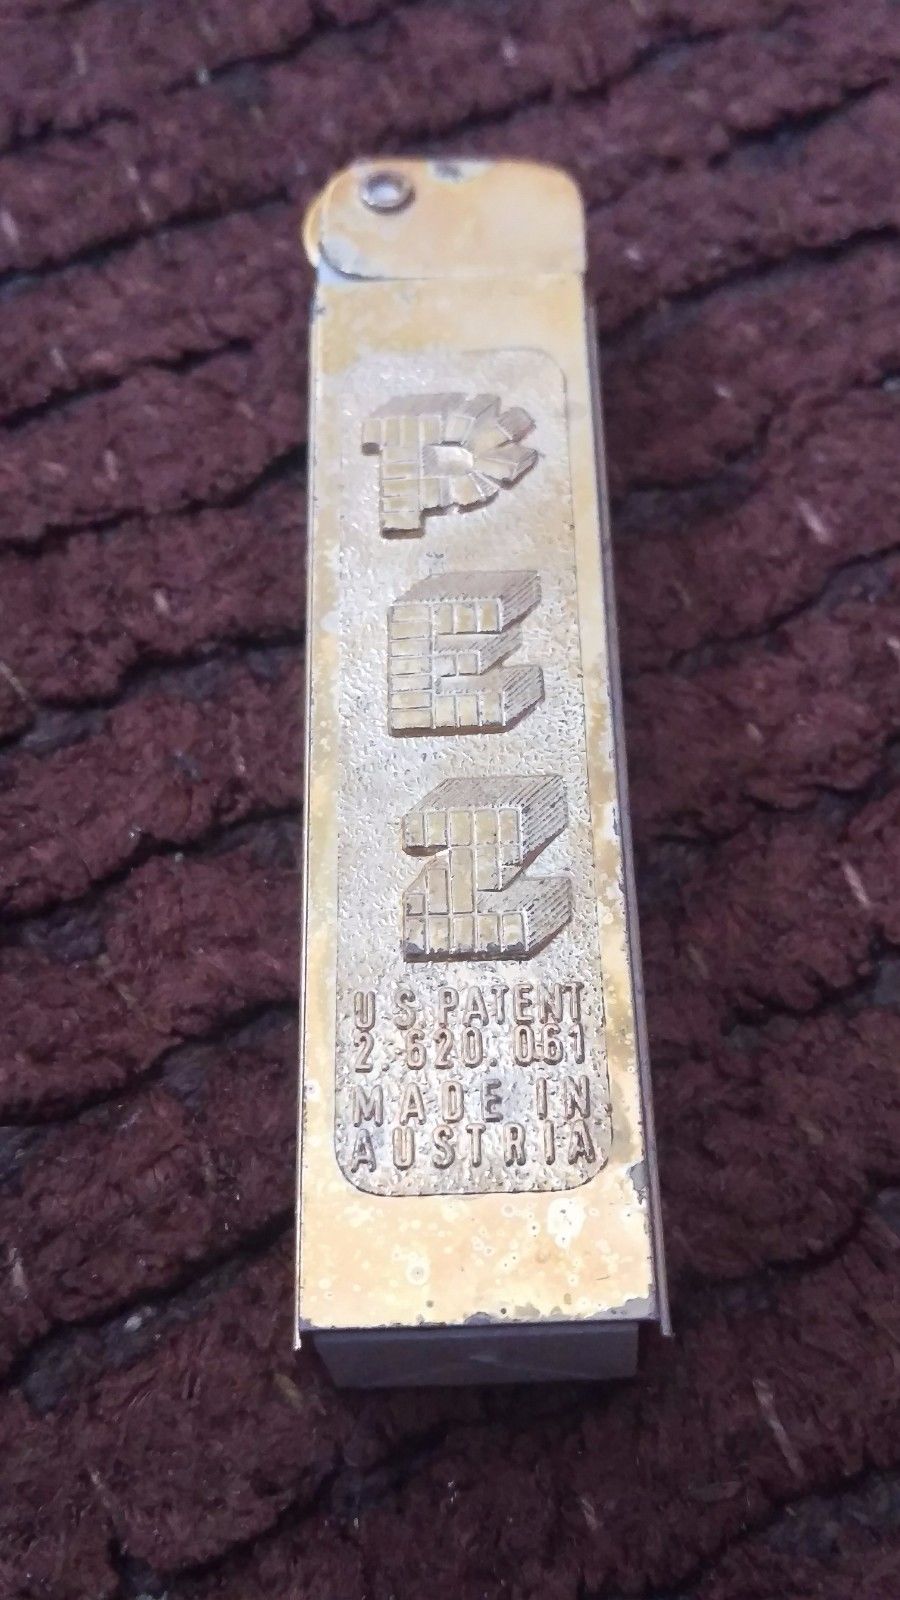 PEZ
U.S.PATENT
2.620.061
MADE IN
AUSTRIA